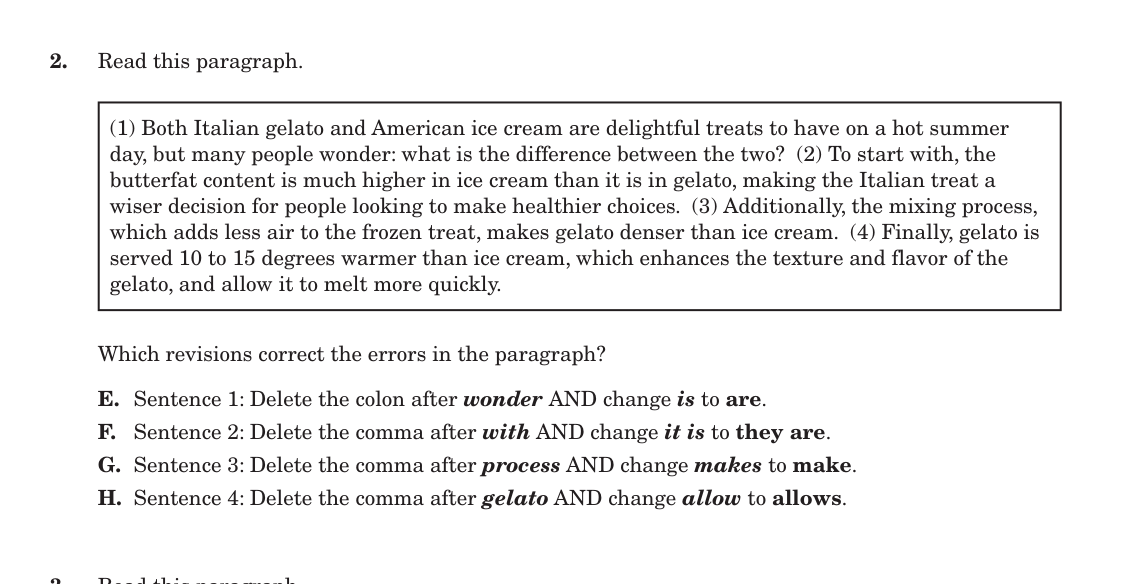 2. Read this paragraph.
(1) Both Italian gelato and American ice cream are delightful treats to have on a hot summer
day, but many people wonder: what is the difference between the two? (2) To start with, the
butterfat content is much higher in ice cream than it is in gelato, making the Italian treat a
wiser decision for people looking to make healthier choices. (3) Additionally, the mixing process,
which adds less air to the frozen treat, makes gelato denser than ice cream. (4) Finally, gelato is
served 10 to 15 degrees warmer than ice cream, which enhances the texture and flavor of the
gelato, and allow it to melt more quickly.
Which revisions correct the errors in the paragraph?
E. Sentence 1: Delete the colon after wonder AND change is to are.
F. Sentence 2: Delete the comma after with AND change it is to they are.
G. Sentence 3: Delete the comma after process AND change makes to make.
H. Sentence 4: Delete the comma after gelato AND change allow to allows.
3. Read this paragraph.